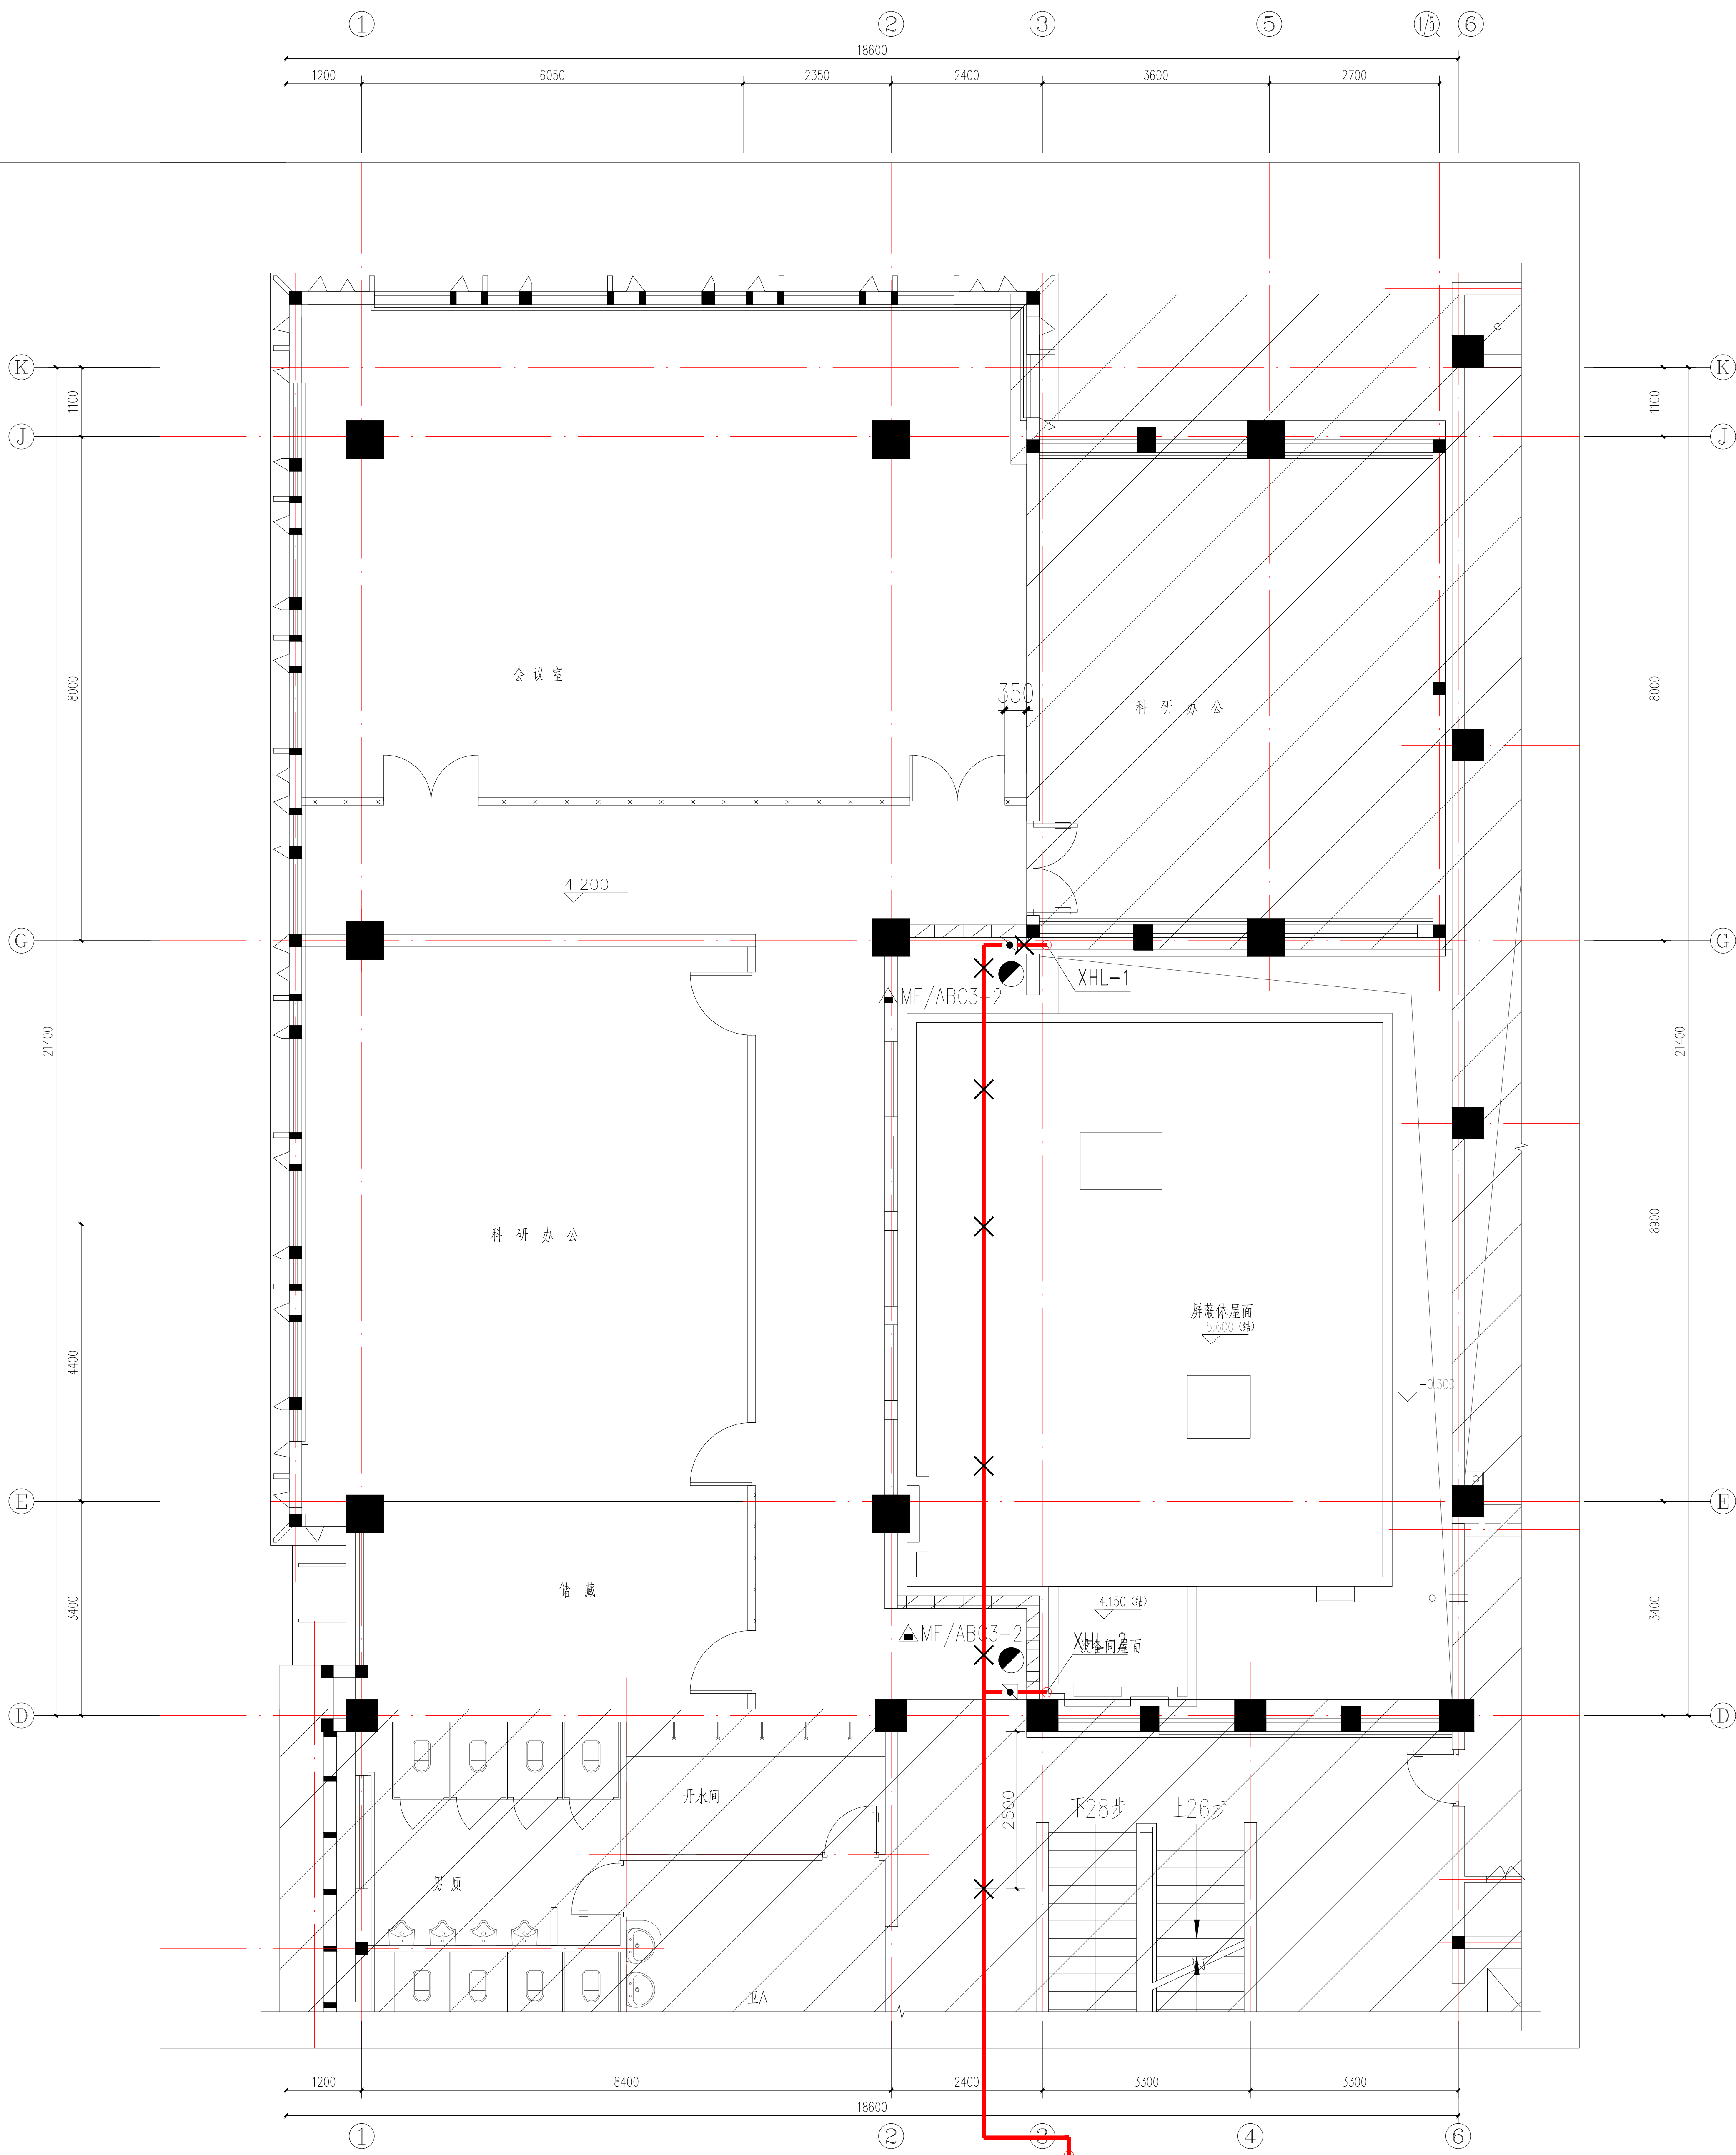 ① ② ③ ⑤ 1/5 ⑥
18600
1200 6050 2350 2400 3600 2700
K K
1100 1100
J J
8000 会议室 350 科研办公 8000
4.200
G G
XHL-1
MF/ABC3-2
21400 21400
科研办公 8900
屏蔽体屋面
5.600(结)
4400 -0.300
E E
储藏 4.150(结)
3400 3400
MF/ABC3-2 XHL-2
设备间屋面
D D
开水间 2500 下28步 上26步
男厕
卫A
1200 8400 2400 3300 3300
18600
① ② ③ ④ ⑥